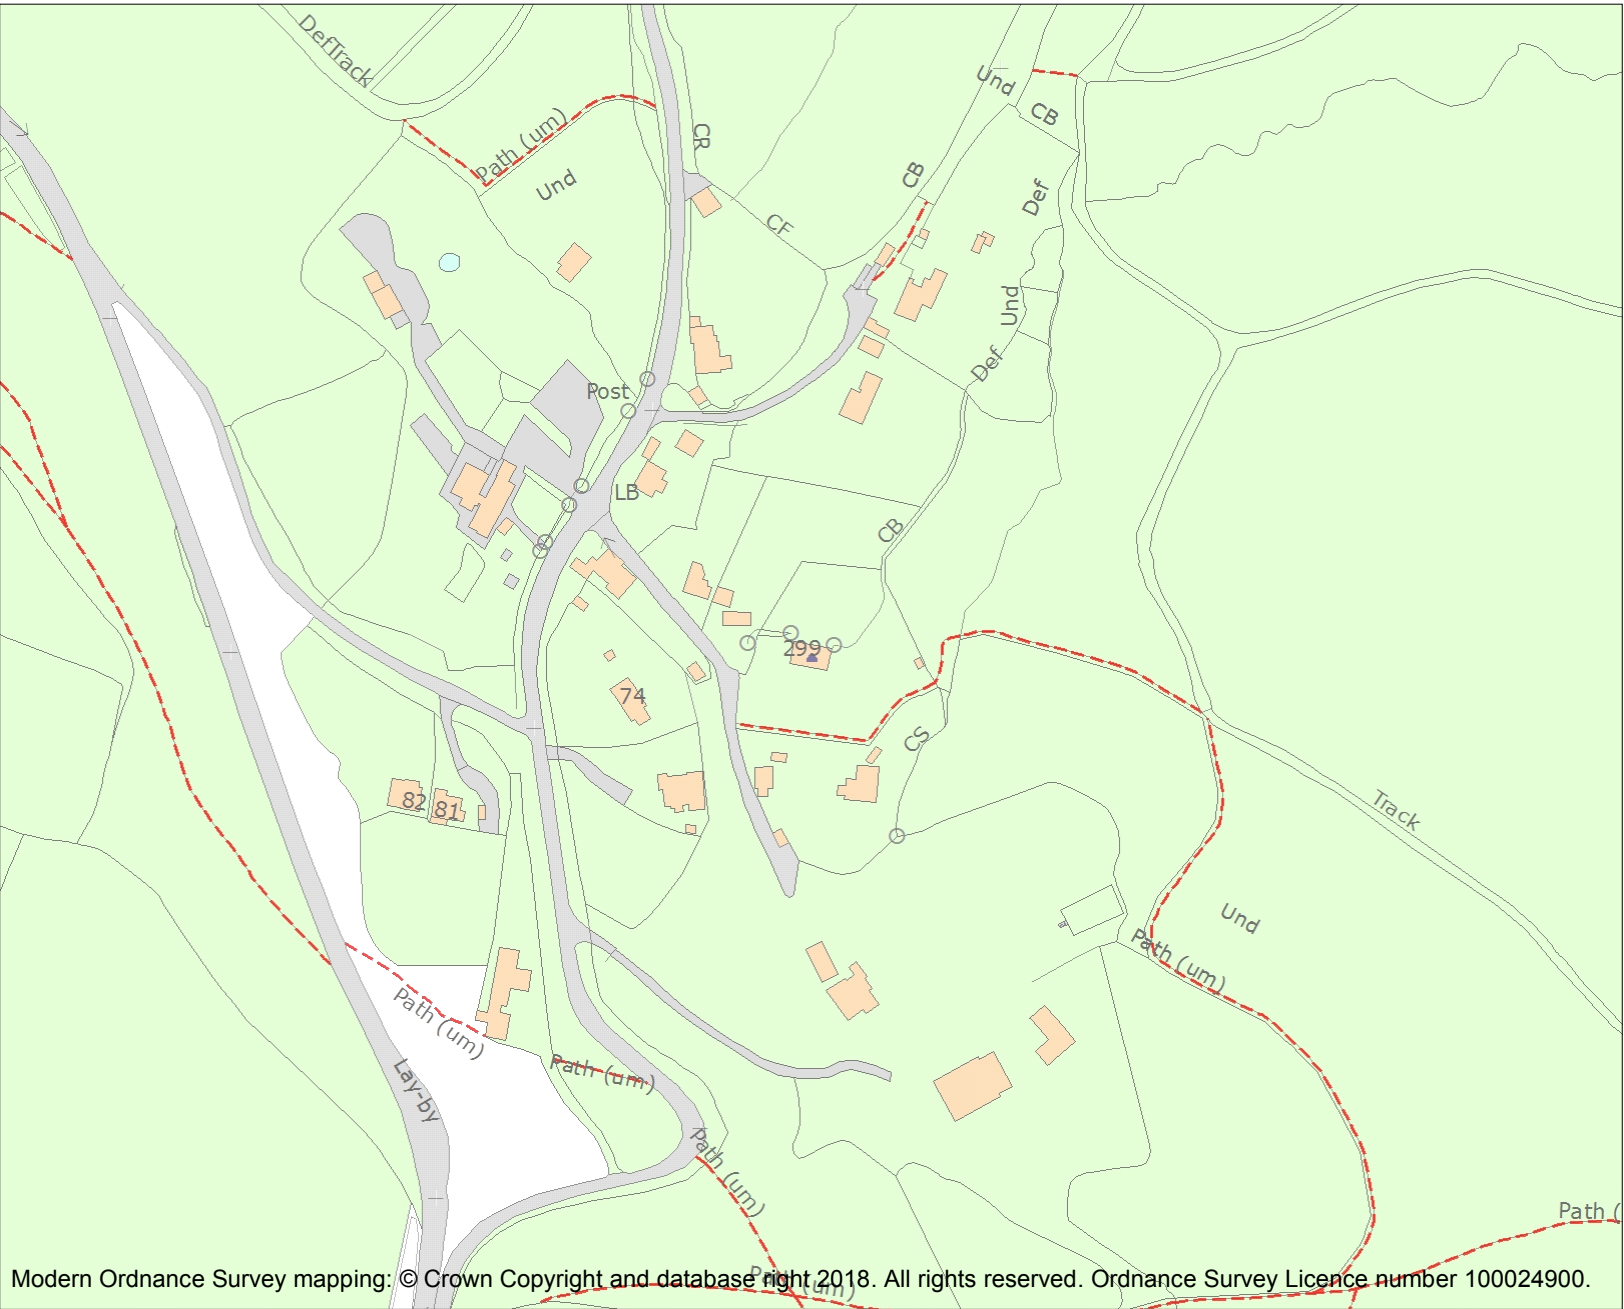 DefTrack
Und
CB
Path (um)
CR
CB
Und
Def
CF
Und
Def
Post
LB
CB
299
74
CS
82
81
Track
Und
Path (um)
Path (um)
Path (um)
Lay-by
Path (um)
Path (
Path (um)
Modern Ordnance Survey mapping: © Crown Copyright and database right 2018. All rights reserved. Ordnance Survey Licence number 100024900.